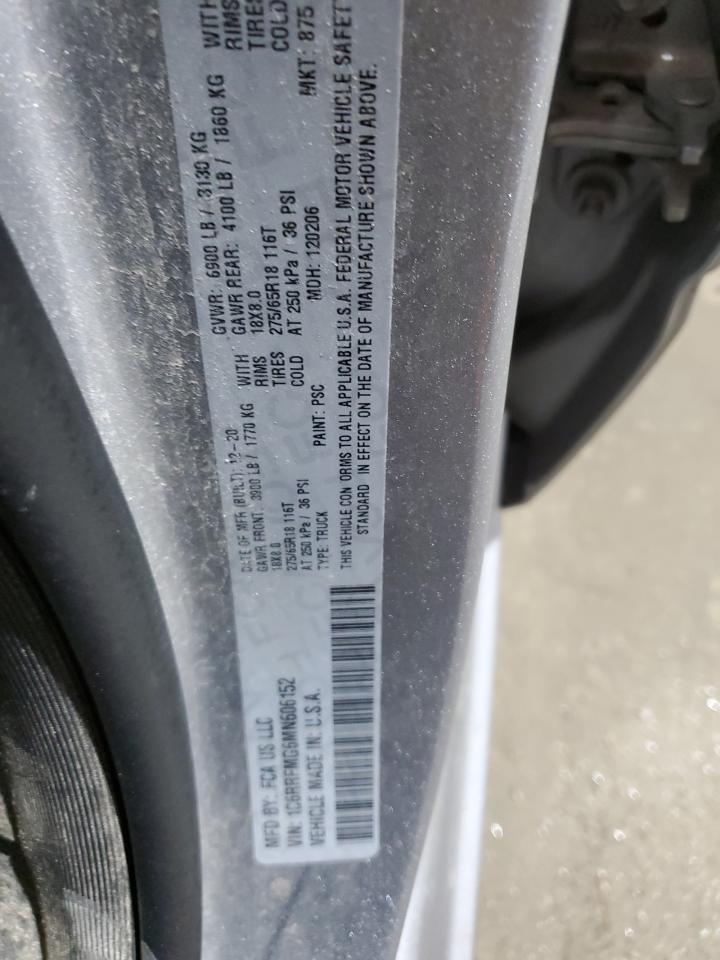 MFD BY: FCA US LLC
VIN: 1C6RRFMG6MN606152
VEHICLE MADE IN: U.S.A.
DATE OF MFR (BUILT): 12-20
GAWR FRONT: 3900 LB / 1770 KG WITH
18X8.0 RIMS
275/65R18 116T TIRES
AT 250 kPa / 36 PSI COLD
TYPE: TRUCK PAINT: PSC
GVWR: 6900 LB / 3130 KG
GAWR REAR: 4100 LB / 1860 KG WITH
18X8.0 RIMS
275/65R18 116T TIRES
AT 250 kPa / 36 PSI COLD
MDH: 120206 MKT: 875
THIS VEHICLE CON ORMS TO ALL APPLICABLE U.S.A. FEDERAL MOTOR VEHICLE SAFET
STANDARD IN EFFECT ON THE DATE OF MANUFACTURE SHOWN ABOVE.